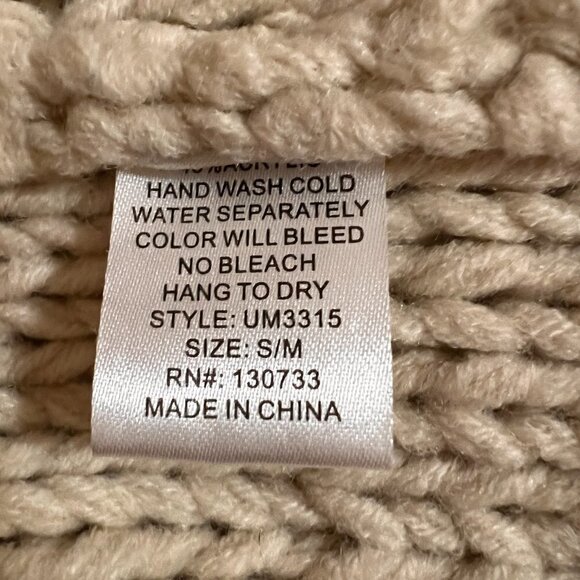 HAND WASH COLD
WATER SEPARATELY
COLOR WILL BLEED
NO BLEACH
HANG TO DRY
STYLE: UM3315
SIZE: S/M
RN#: 130733
MADE IN CHINA